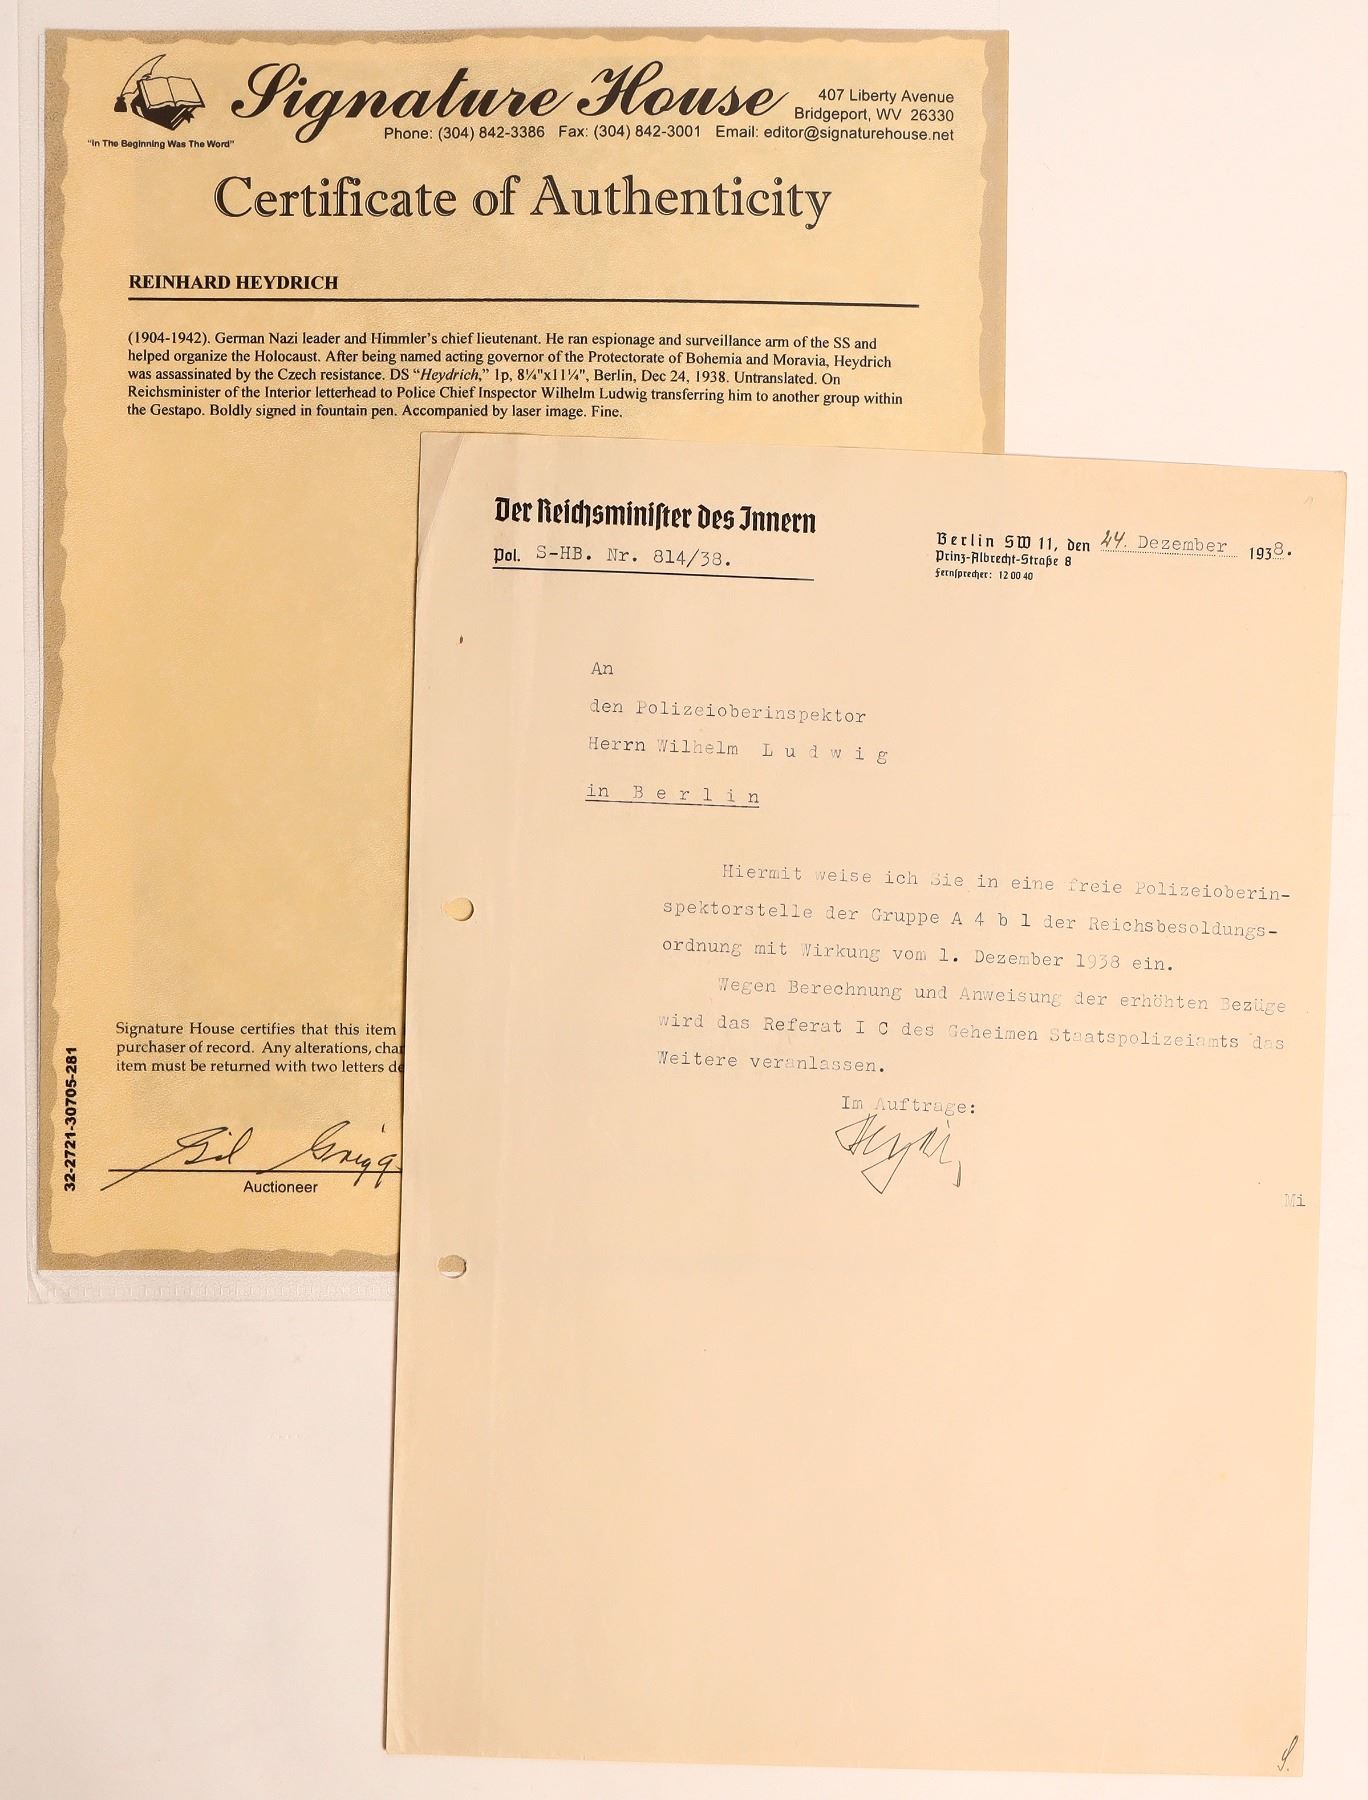 Signature House
407 Liberty Avenue
Bridgeport, WV 26330
Phone: (304) 842-3386 Fax: (304) 842-3001 Email: editor@signaturehouse.net
"In The Beginning Was The Word"
Certificate of Authenticity
REINHARD HEYDRICH
(1904-1942). German Nazi leader and Himmler's chief lieutenant. He ran espionage and surveillance arm of the SS and
helped organize the Holocaust. After being named acting governor of the Protectorate of Bohemia and Moravia, Heydrich
was assassinated by the Czech resistance. DS "Heydrich," 1p, 8¼"x11¼", Berlin, Dec 24, 1938. Untranslated. On
Reichsminister of the Interior letterhead to Police Chief Inspector Wilhelm Ludwig transferring him to another group within
the Gestapo. Boldly signed in fountain pen. Accompanied by laser image. Fine.
Signature House certifies that this item
purchaser of record. Any alterations, chan
item must be returned with two letters de
32-2721-30705-281
Gil Grigg
Auctioneer
Der Reichsminister des Innern
Pol. S-HB. Nr. 814/38.
Berlin SW 11, den 24. Dezember 1938.
Prinz-Albrecht-Straße 8
Fernsprecher: 12 00 40
An
den Polizeioberinspektor
Herrn Wilhelm L u d w i g
in B e r l i n
Hiermit weise ich Sie in eine freie Polizeioberin-
spektorstelle der Gruppe A 4 b 1 der Reichsbesoldungs-
ordnung mit Wirkung vom 1. Dezember 1938 ein.
Wegen Berechnung und Anweisung der erhöhten Bezüge
wird das Referat I C des Geheimen Staatspolizeiamts das
Weitere veranlassen.
Im Auftrage:
Mi